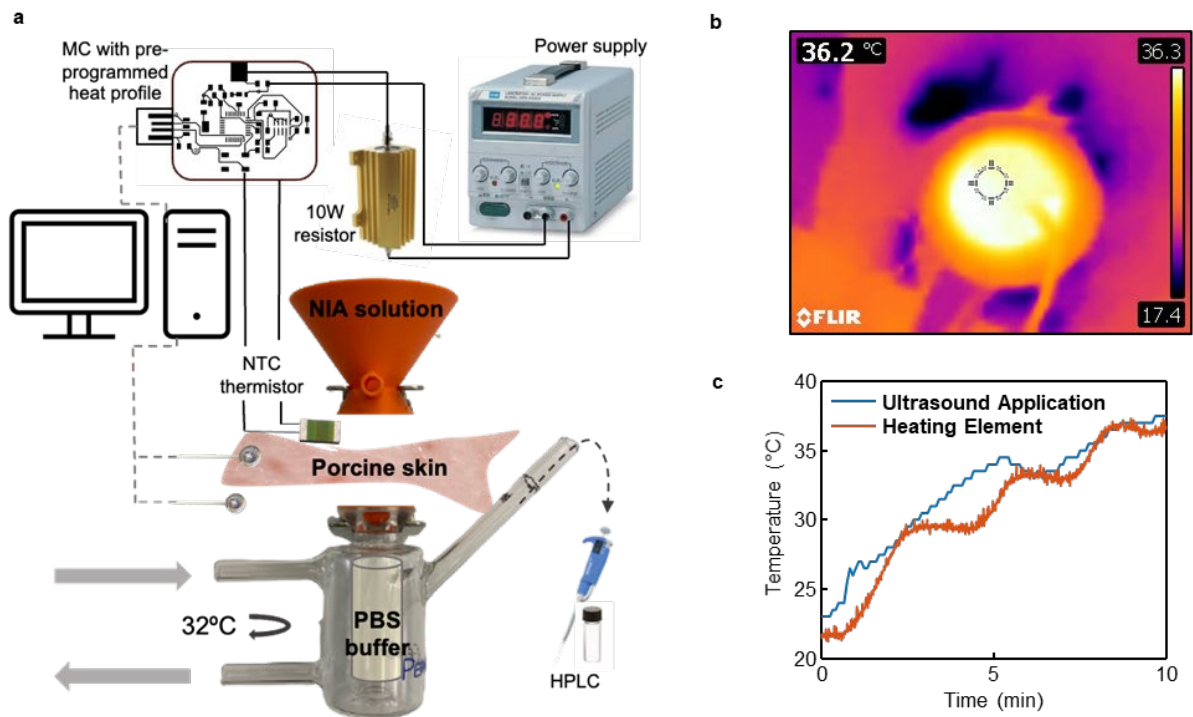 a
MC with pre-
programmed
heat profile
Power supply
10W
resistor
NIA solution
NTC
thermistor
Porcine skin
32ºC
PBS
buffer
HPLC
b
36.2 °C
36.3
17.4
FLIR
c
40
Ultrasound Application
Heating Element
Temperature (°C)
30
20
0
5
10
Time (min)